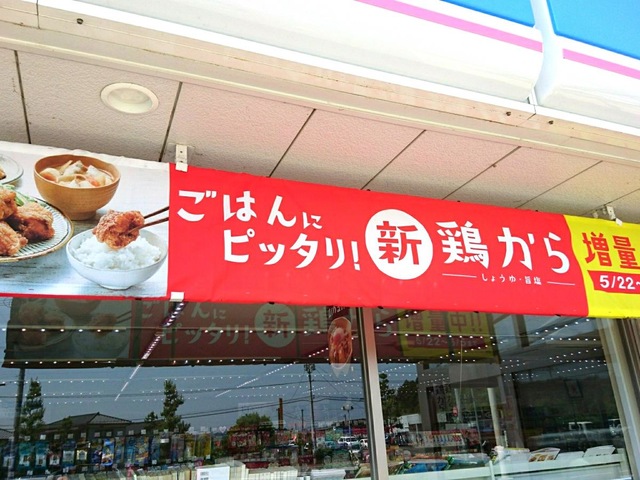 ごはんに
ピッタリ!
新 鶏から
しょうゆ・旨塩
増量
5/22~